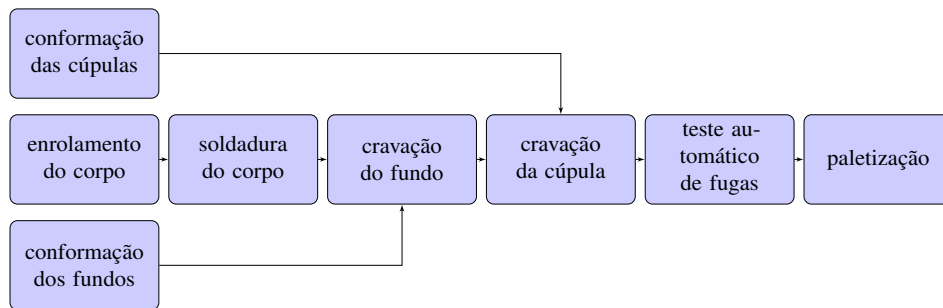 conformação
das cúpulas
enrolamento
do corpo
soldadura
do corpo
cravação
do fundo
cravação
da cúpula
teste au-
tomático
de fugas
paletização
conformação
dos fundos